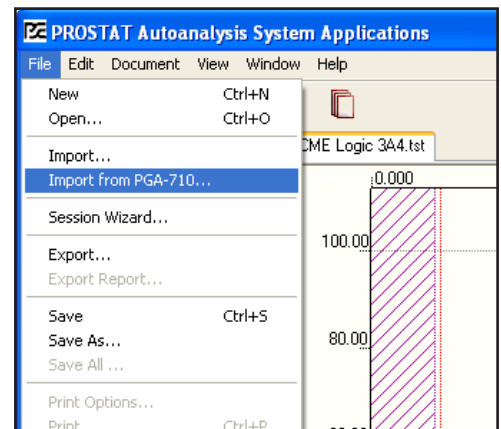 PROSTAT Autoanalysis System Applications
File Edit Document View Window Help
New Ctrl+N
Open... Ctrl+O
CME Logic 3A4.tst
Import...
Import from PGA-710...
0.000
Session Wizard...
100.00
Export...
Export Report...
Save Ctrl+S
Save As...
80.00
Save All ...
Print Options...
Print Ctrl+P